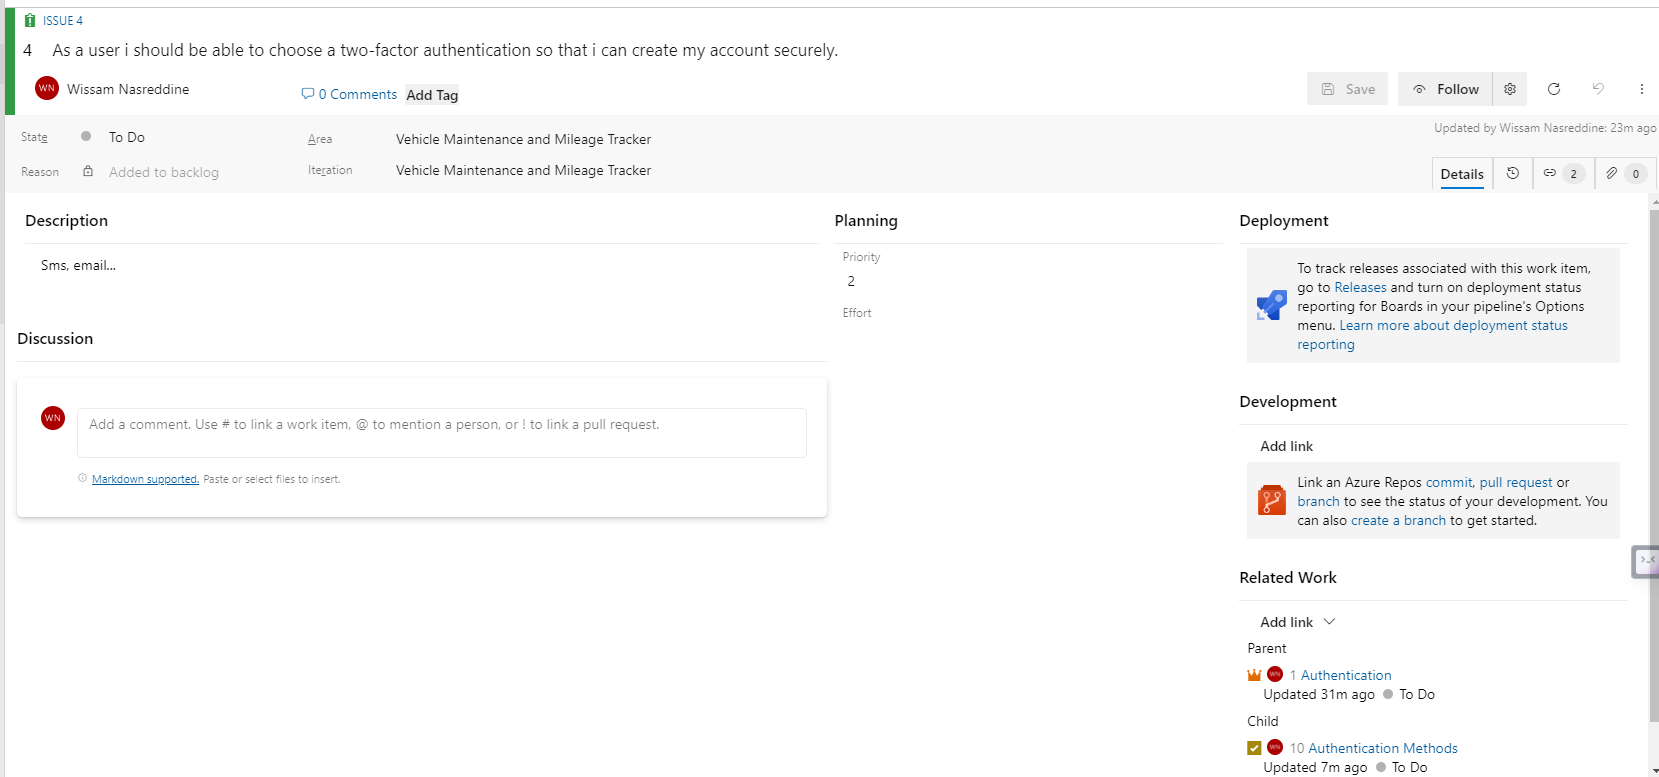 ISSUE 4
4 As a user i should be able to choose a two-factor authentication so that i can create my account securely.
WN Wissam Nasreddine
0 Comments Add Tag
Save Follow
State To Do
Area Vehicle Maintenance and Mileage Tracker
Updated by Wissam Nasreddine: 23m ago
Reason Added to backlog
Iteration Vehicle Maintenance and Mileage Tracker
Details 2 0
Description
Sms, email...
Discussion
WN Add a comment. Use # to link a work item, @ to mention a person, or ! to link a pull request.
Markdown supported. Paste or select files to insert.
Planning
Priority
2
Effort
Deployment
To track releases associated with this work item,
go to Releases and turn on deployment status
reporting for Boards in your pipeline's Options
menu. Learn more about deployment status
reporting
Development
Add link
Link an Azure Repos commit, pull request or
branch to see the status of your development. You
can also create a branch to get started.
Related Work
Add link
Parent
WN 1 Authentication
Updated 31m ago To Do
Child
WN 10 Authentication Methods
Updated 7m ago To Do